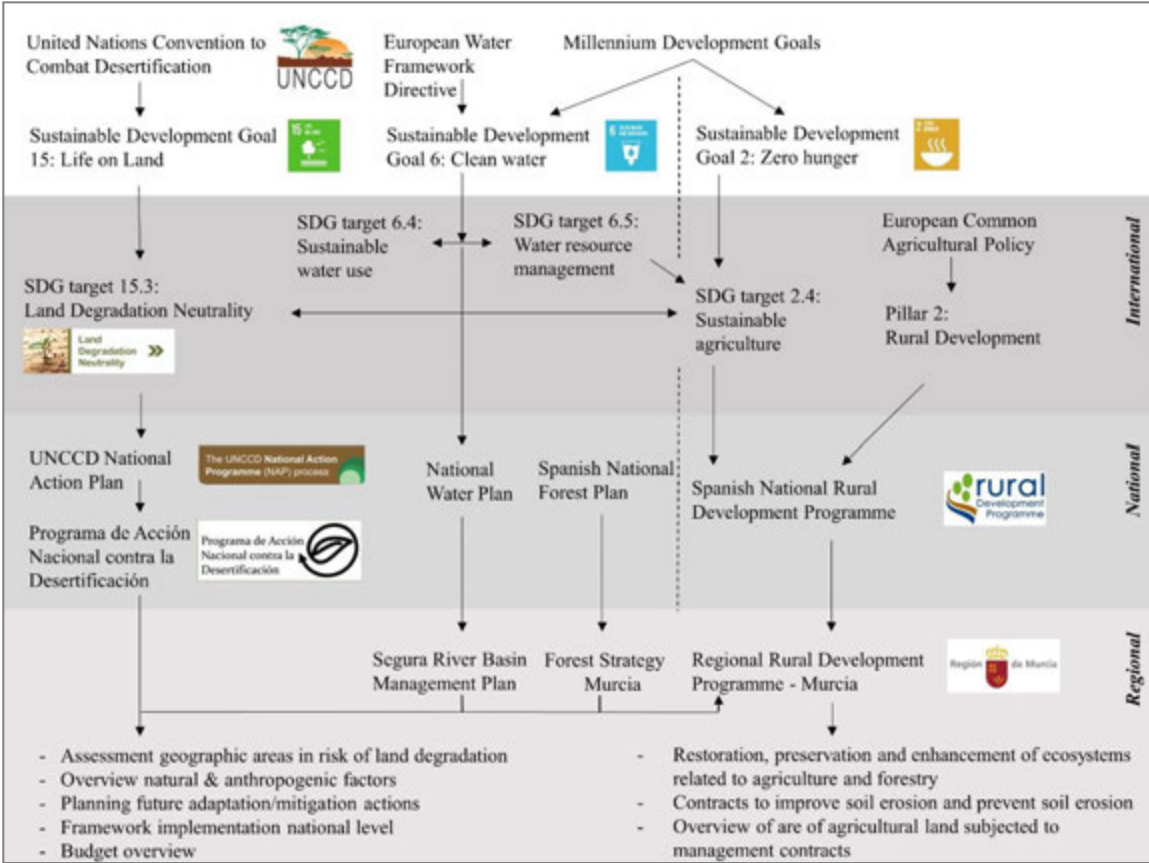 United Nations Convention to
Combat Desertification
UNCCD
European Water
Framework
Directive
Millennium Development Goals
Sustainable Development Goal
15: Life on Land
15
Sustainable Development
Goal 6: Clean water
6
Sustainable Development
Goal 2: Zero hunger
2
SDG target 6.4:
Sustainable
water use
SDG target 6.5:
Water resource
management
European Common
Agricultural Policy
International
SDG target 15.3:
Land Degradation Neutrality
Land
Degradation
Neutrality
SDG target 2.4:
Sustainable
agriculture
Pillar 2:
Rural Development
UNCCD National
Action Plan
The UNCCD National Action
Programme (NAP) process
National
Water Plan
Spanish National
Forest Plan
Spanish National Rural
Development Programme
rural
Development
Programme
National
Programa de Acción
Nacional contra la
Desertificación
Programa de Acción
Nacional contra la
Desertificación
Segura River Basin
Management Plan
Forest Strategy
Murcia
Regional Rural Development
Programme - Murcia
Región de Murcia
Regional
- Assessment geographic areas in risk of land degradation
- Overview natural & anthropogenic factors
- Planning future adaptation/mitigation actions
- Framework implementation national level
- Budget overview
- Restoration, preservation and enhancement of ecosystems
related to agriculture and forestry
- Contracts to improve soil erosion and prevent soil erosion
- Overview of are of agricultural land subjected to
management contracts